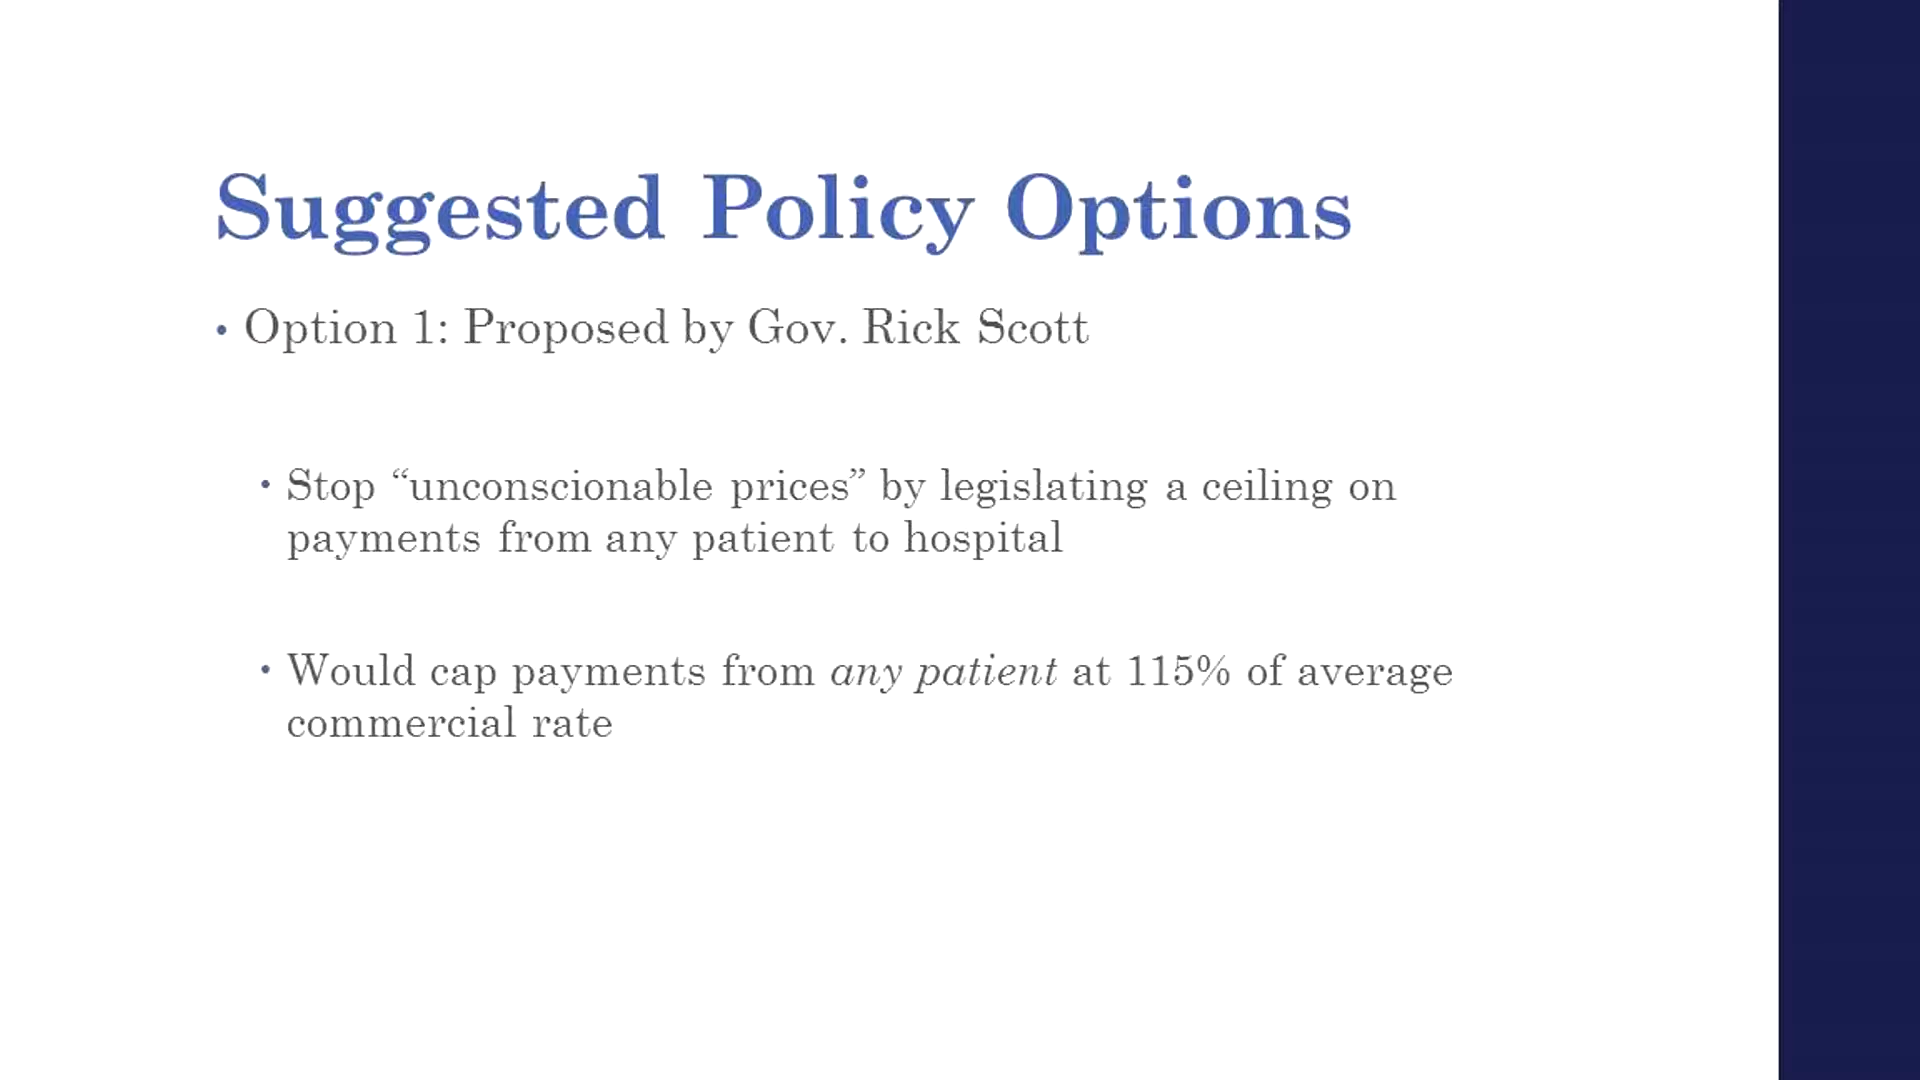 Suggested Policy Options
• Option 1: Proposed by Gov. Rick Scott
• Stop “unconscionable prices” by legislating a ceiling on
payments from any patient to hospital
• Would cap payments from any patient at 115% of average
commercial rate